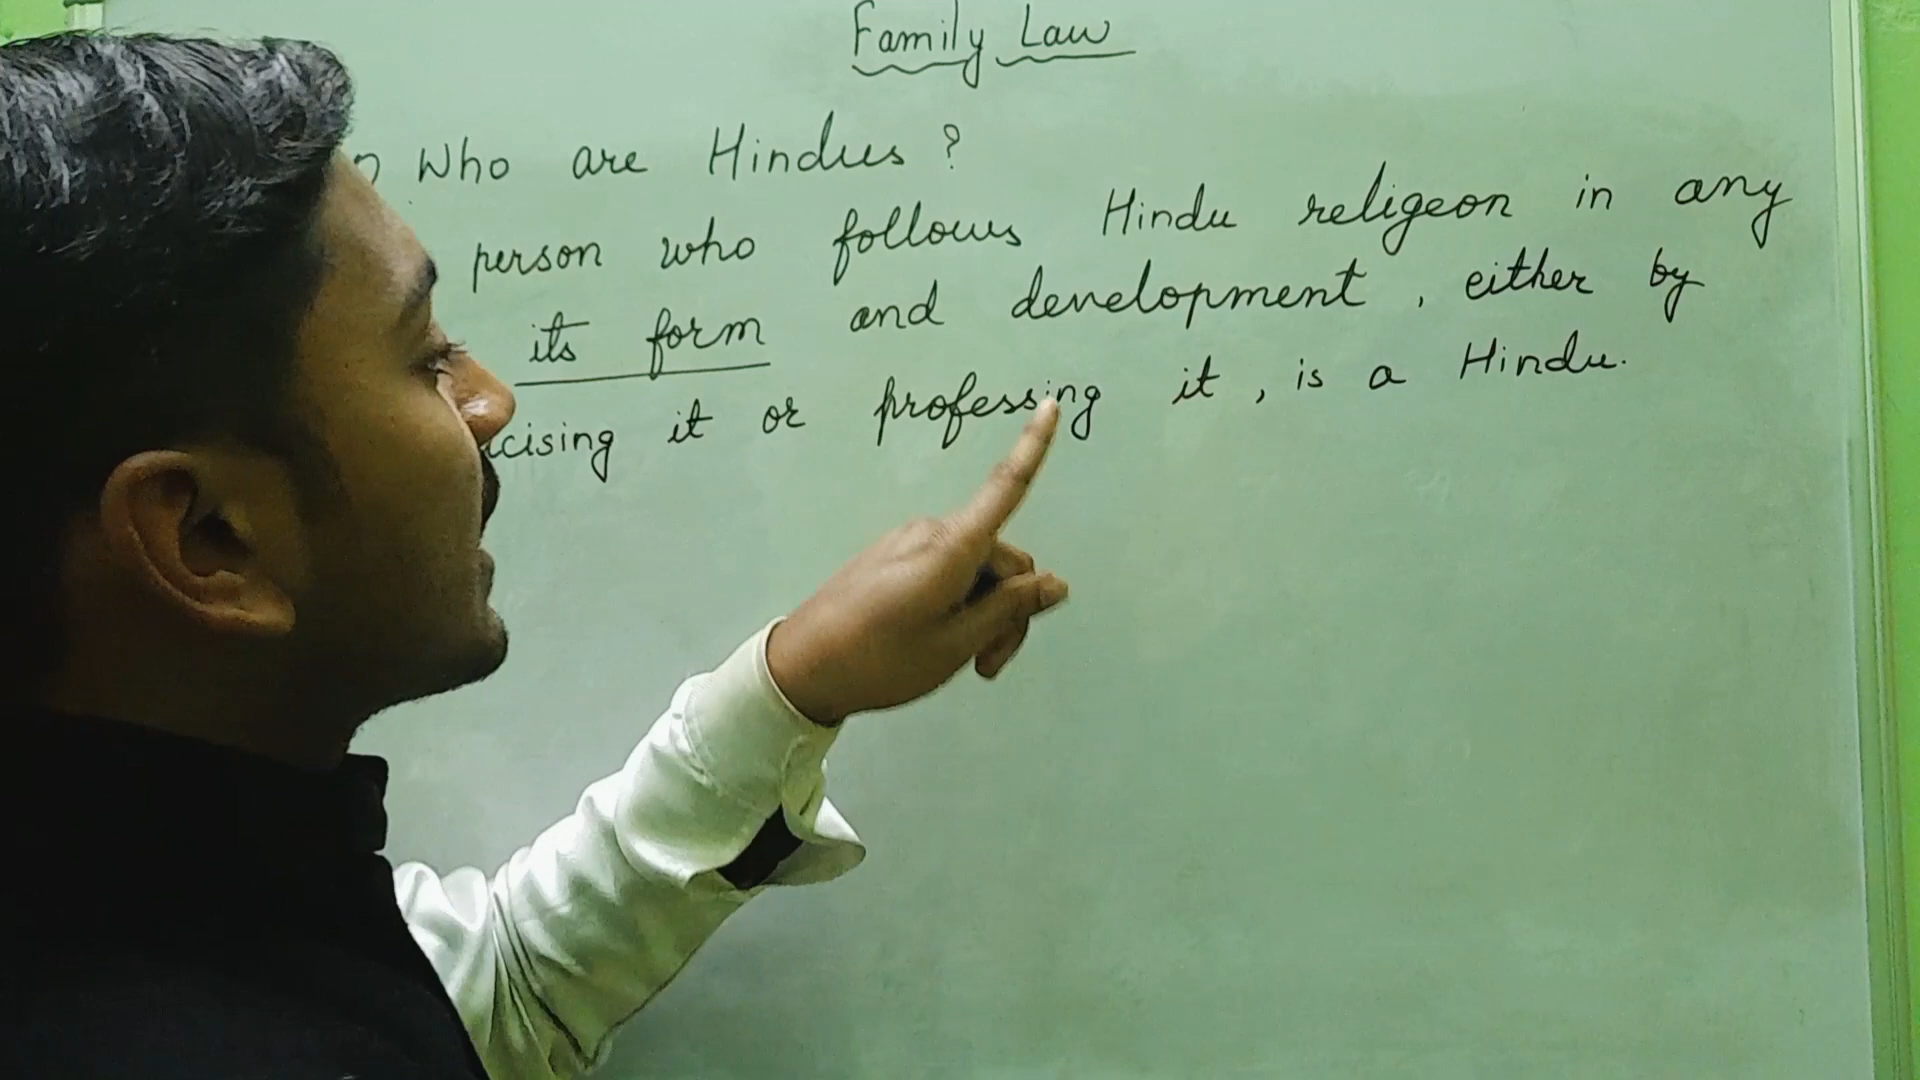 Family Law
Who are Hindus ?
person who follows Hindu religeon in any
its form and development, either by
it or professing it, is a Hindu.